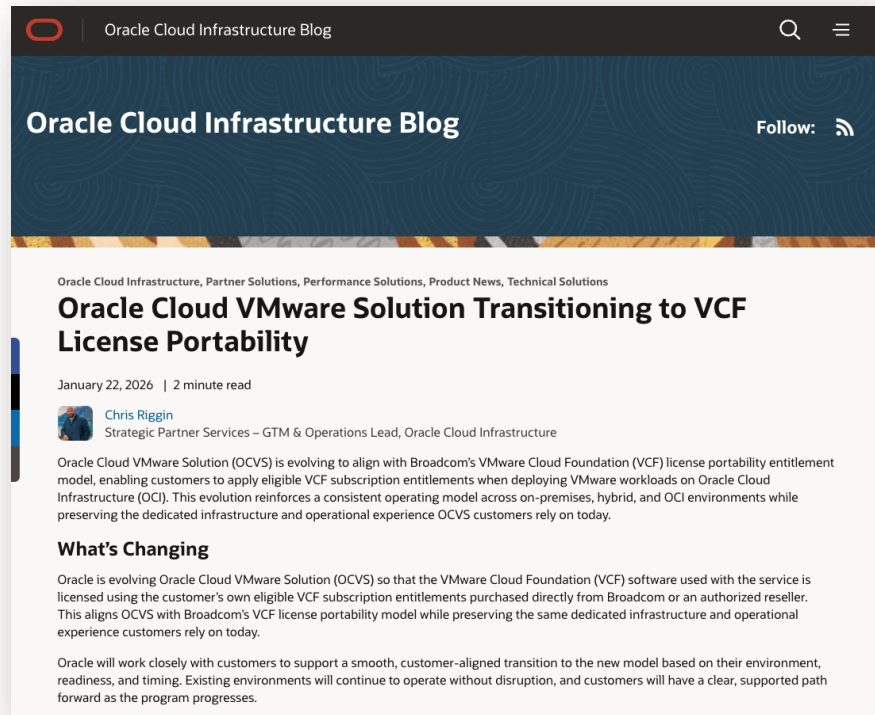 Oracle Cloud Infrastructure Blog
Oracle Cloud Infrastructure Blog
Follow:
Oracle Cloud Infrastructure, Partner Solutions, Performance Solutions, Product News, Technical Solutions
Oracle Cloud VMware Solution Transitioning to VCF
License Portability
January 22, 2026 | 2 minute read
Chris Riggin
Strategic Partner Services – GTM & Operations Lead, Oracle Cloud Infrastructure
Oracle Cloud VMware Solution (OCVS) is evolving to align with Broadcom's VMware Cloud Foundation (VCF) license portability entitlement
model, enabling customers to apply eligible VCF subscription entitlements when deploying VMware workloads on Oracle Cloud
Infrastructure (OCI). This evolution reinforces a consistent operating model across on-premises, hybrid, and OCI environments while
preserving the dedicated infrastructure and operational experience OCVS customers rely on today.
What's Changing
Oracle is evolving Oracle Cloud VMware Solution (OCVS) so that the VMware Cloud Foundation (VCF) software used with the service is
licensed using the customer's own eligible VCF subscription entitlements purchased directly from Broadcom or an authorized reseller.
This aligns OCVS with Broadcom's VCF license portability model while preserving the same dedicated infrastructure and operational
experience customers rely on today.
Oracle will work closely with customers to support a smooth, customer-aligned transition to the new model based on their environment,
readiness, and timing. Existing environments will continue to operate without disruption, and customers will have a clear, supported path
forward as the program progresses.